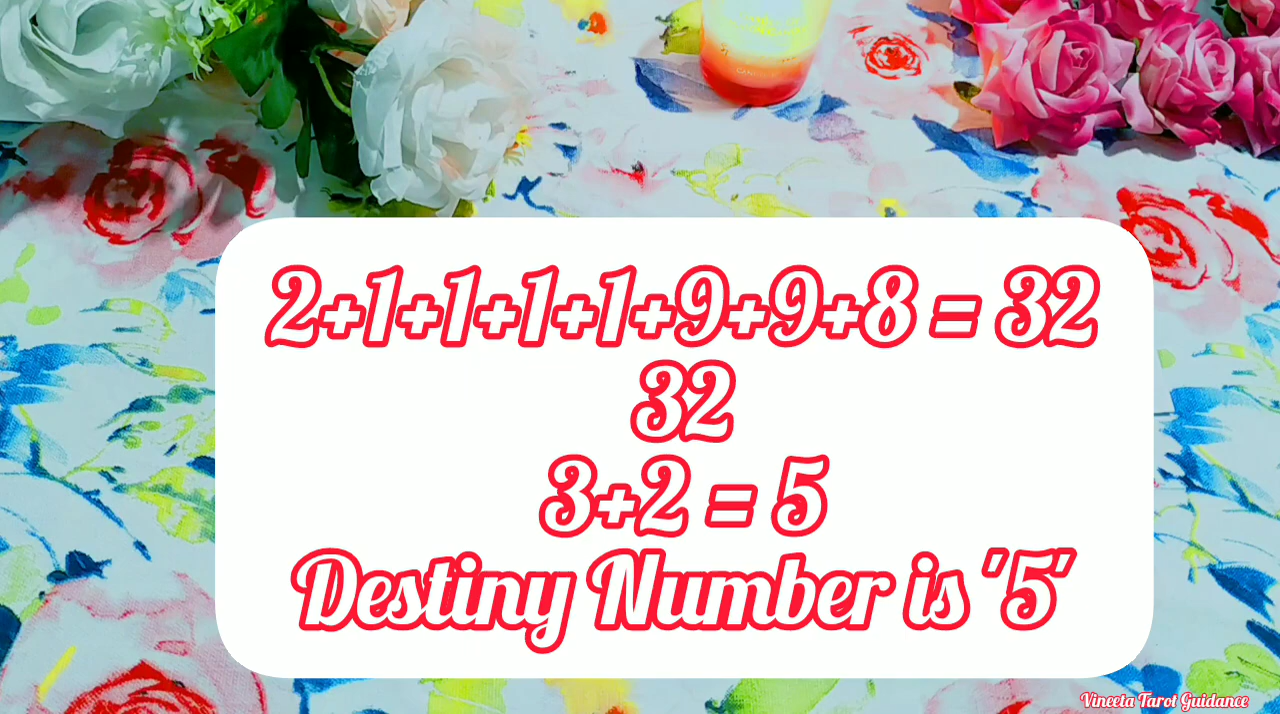 2+1+1+1+1+9+9+8 = 32
32
3+2 = 5
Destiny Number is '5'
Vineeta Tarot Guidance